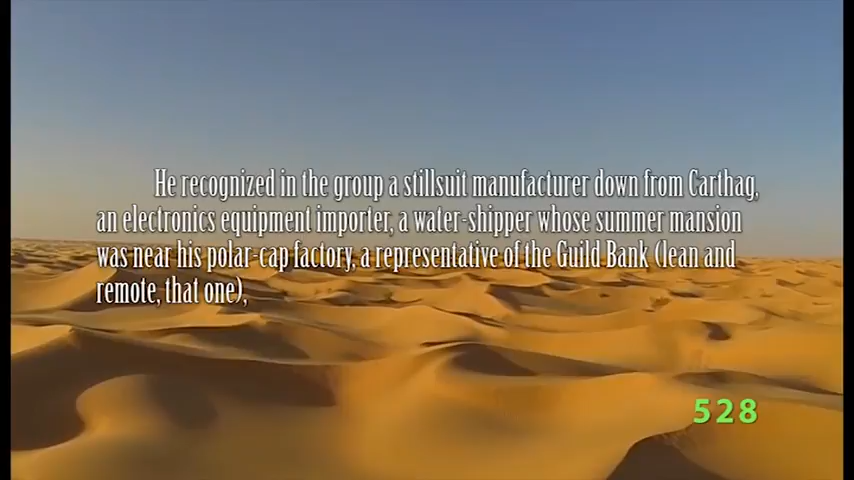 He recognized in the group a stillsuit manufacturer down from Carthag,
an electronics equipment importer, a water-shipper whose summer mansion
was near his polar-cap factory, a representative of the Guild Bank (lean and
remote, that one),
528